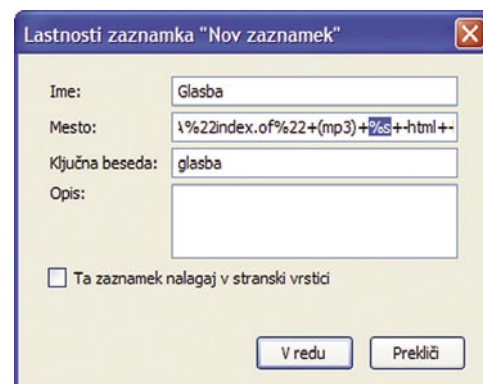 Lastnosti zaznamka "Nov zaznamek"
Ime: Glasba
Mesto: \%22index.of%22+(mp3)+%s+-html+-
Ključna beseda: glasba
Opis:
Ta zaznamek nalagaj v stranski vrstici
V redu Prekliči